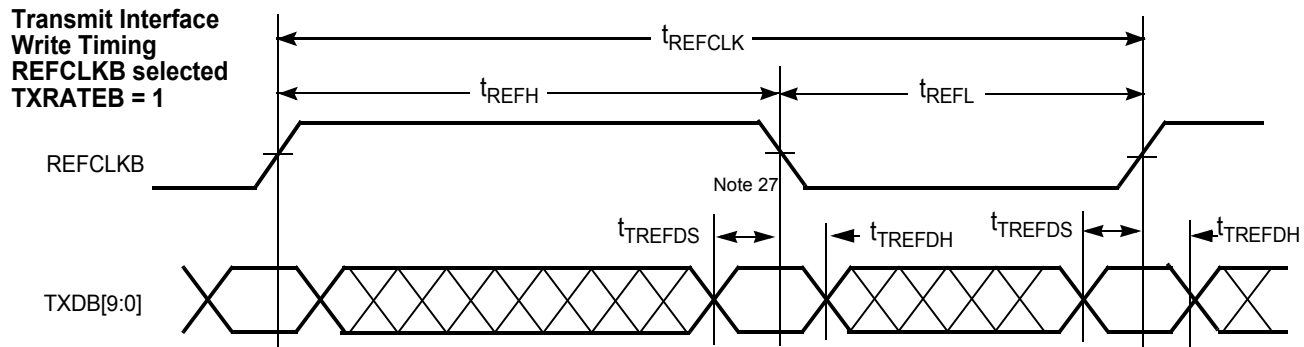 Transmit Interface
Write Timing
REFCLKB selected
TXRATEB = 1
tREFCLK
tREFH
tREFL
REFCLKB
Note 27
tTREFDS
tTREFDH
tTREFDS
tTREFDH
TXDB[9:0]